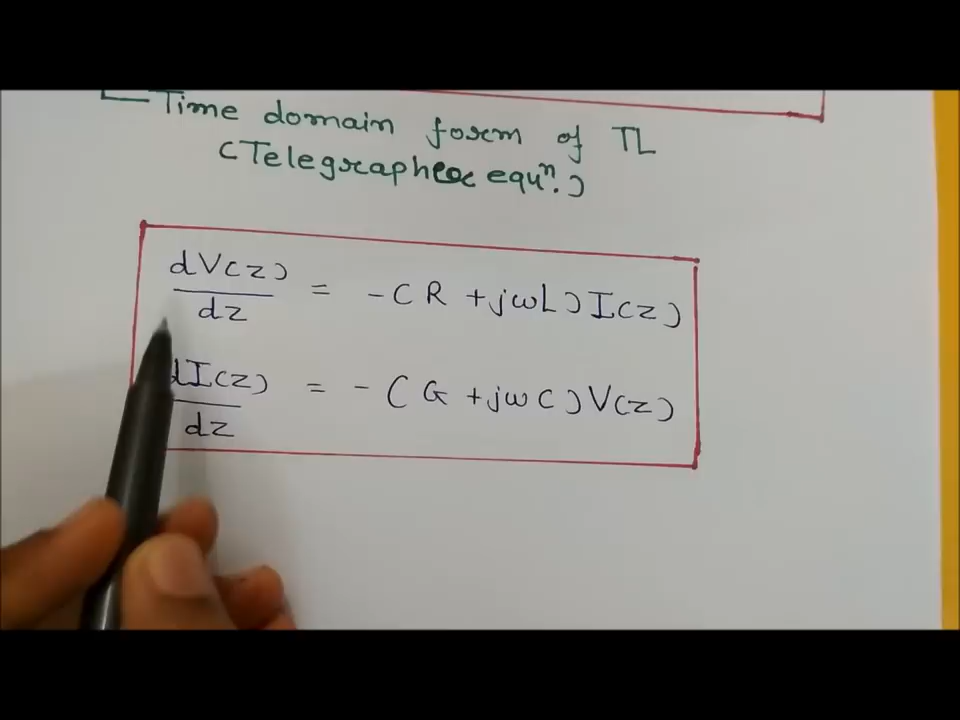 Time domain form of TL
(Telegrapher equⁿ.)
dV(z)
dz
= -(R + jωL) I(z)
dI(z)
dz
= -(G + jωC) V(z)